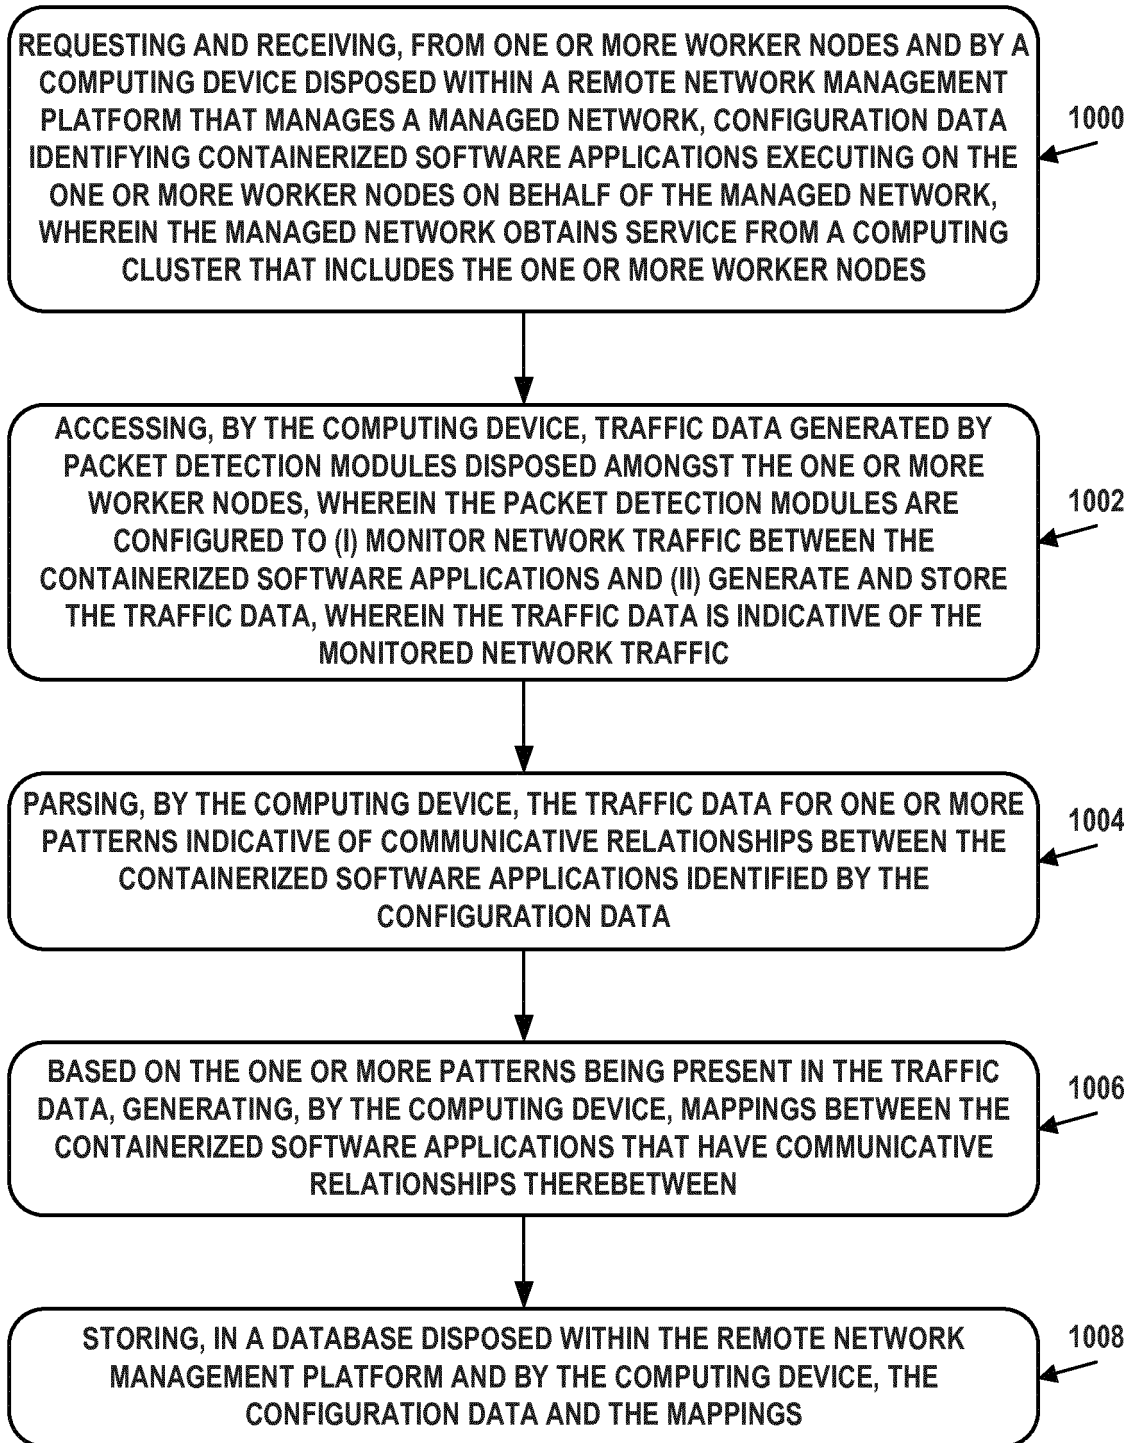 REQUESTING AND RECEIVING, FROM ONE OR MORE WORKER NODES AND BY A
COMPUTING DEVICE DISPOSED WITHIN A REMOTE NETWORK MANAGEMENT
PLATFORM THAT MANAGES A MANAGED NETWORK, CONFIGURATION DATA
IDENTIFYING CONTAINERIZED SOFTWARE APPLICATIONS EXECUTING ON THE
ONE OR MORE WORKER NODES ON BEHALF OF THE MANAGED NETWORK,
WHEREIN THE MANAGED NETWORK OBTAINS SERVICE FROM A COMPUTING
CLUSTER THAT INCLUDES THE ONE OR MORE WORKER NODES
1000
ACCESSING, BY THE COMPUTING DEVICE, TRAFFIC DATA GENERATED BY
PACKET DETECTION MODULES DISPOSED AMONGST THE ONE OR MORE
WORKER NODES, WHEREIN THE PACKET DETECTION MODULES ARE
CONFIGURED TO (I) MONITOR NETWORK TRAFFIC BETWEEN THE
CONTAINERIZED SOFTWARE APPLICATIONS AND (II) GENERATE AND STORE
THE TRAFFIC DATA, WHEREIN THE TRAFFIC DATA IS INDICATIVE OF THE
MONITORED NETWORK TRAFFIC
1002
PARSING, BY THE COMPUTING DEVICE, THE TRAFFIC DATA FOR ONE OR MORE
PATTERNS INDICATIVE OF COMMUNICATIVE RELATIONSHIPS BETWEEN THE
CONTAINERIZED SOFTWARE APPLICATIONS IDENTIFIED BY THE
CONFIGURATION DATA
1004
BASED ON THE ONE OR MORE PATTERNS BEING PRESENT IN THE TRAFFIC
DATA, GENERATING, BY THE COMPUTING DEVICE, MAPPINGS BETWEEN THE
CONTAINERIZED SOFTWARE APPLICATIONS THAT HAVE COMMUNICATIVE
RELATIONSHIPS THEREBETWEEN
1006
STORING, IN A DATABASE DISPOSED WITHIN THE REMOTE NETWORK
MANAGEMENT PLATFORM AND BY THE COMPUTING DEVICE, THE
CONFIGURATION DATA AND THE MAPPINGS
1008